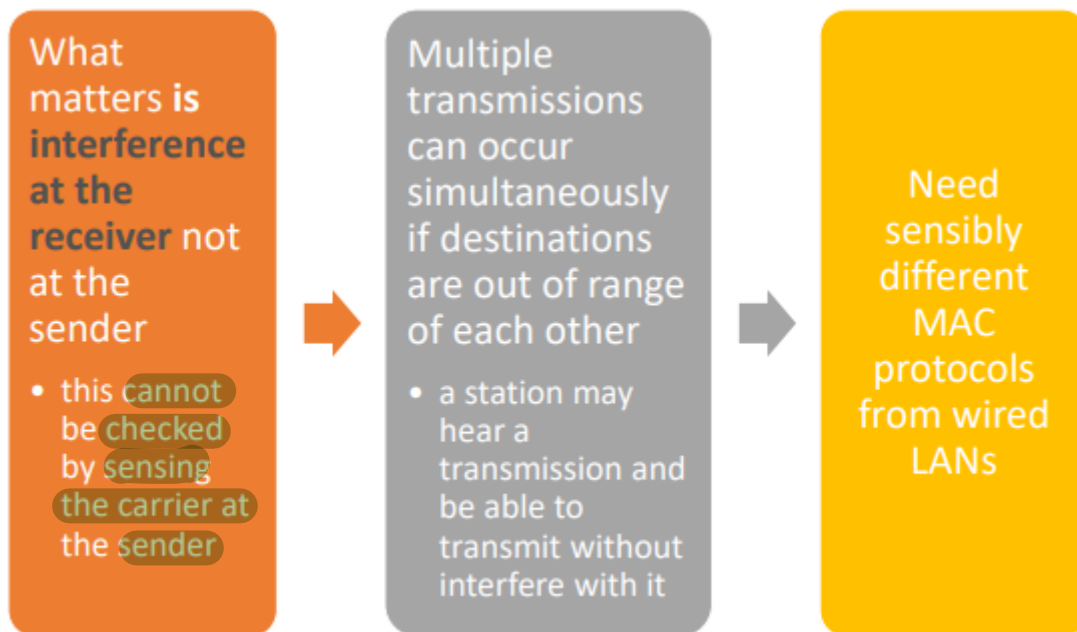 What
matters is
interference
at the
receiver not
at the
sender
• this cannot
be checked
by sensing
the carrier at
the sender
Multiple
transmissions
can occur
simultaneously
if destinations
are out of range
of each other
• a station may
hear a
transmission and
be able to
transmit without
interfere with it
Need
sensibly
different
MAC
protocols
from wired
LANs